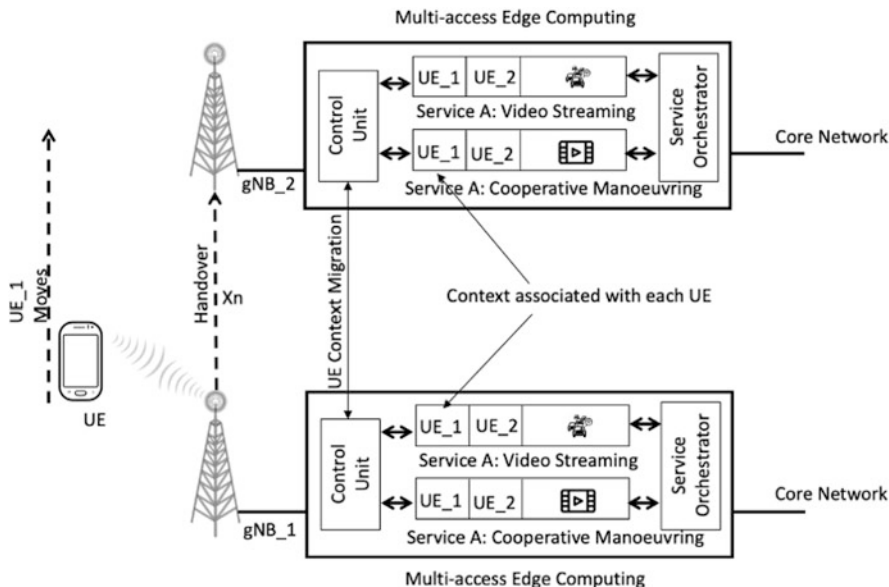 Multi-access Edge Computing
Control
Unit
UE_1 UE_2
Service A: Video Streaming
UE_1 UE_2
Service A: Cooperative Manoeuvring
Service
Orchestrator
Core Network
gNB_2
UE_1
Moves
Handover
Xn
UE Context Migration
Context associated with each UE
UE
Control
Unit
UE_1 UE_2
Service A: Video Streaming
UE_1 UE_2
Service A: Cooperative Manoeuvring
Service
Orchestrator
Core Network
gNB_1
Multi-access Edge Computing